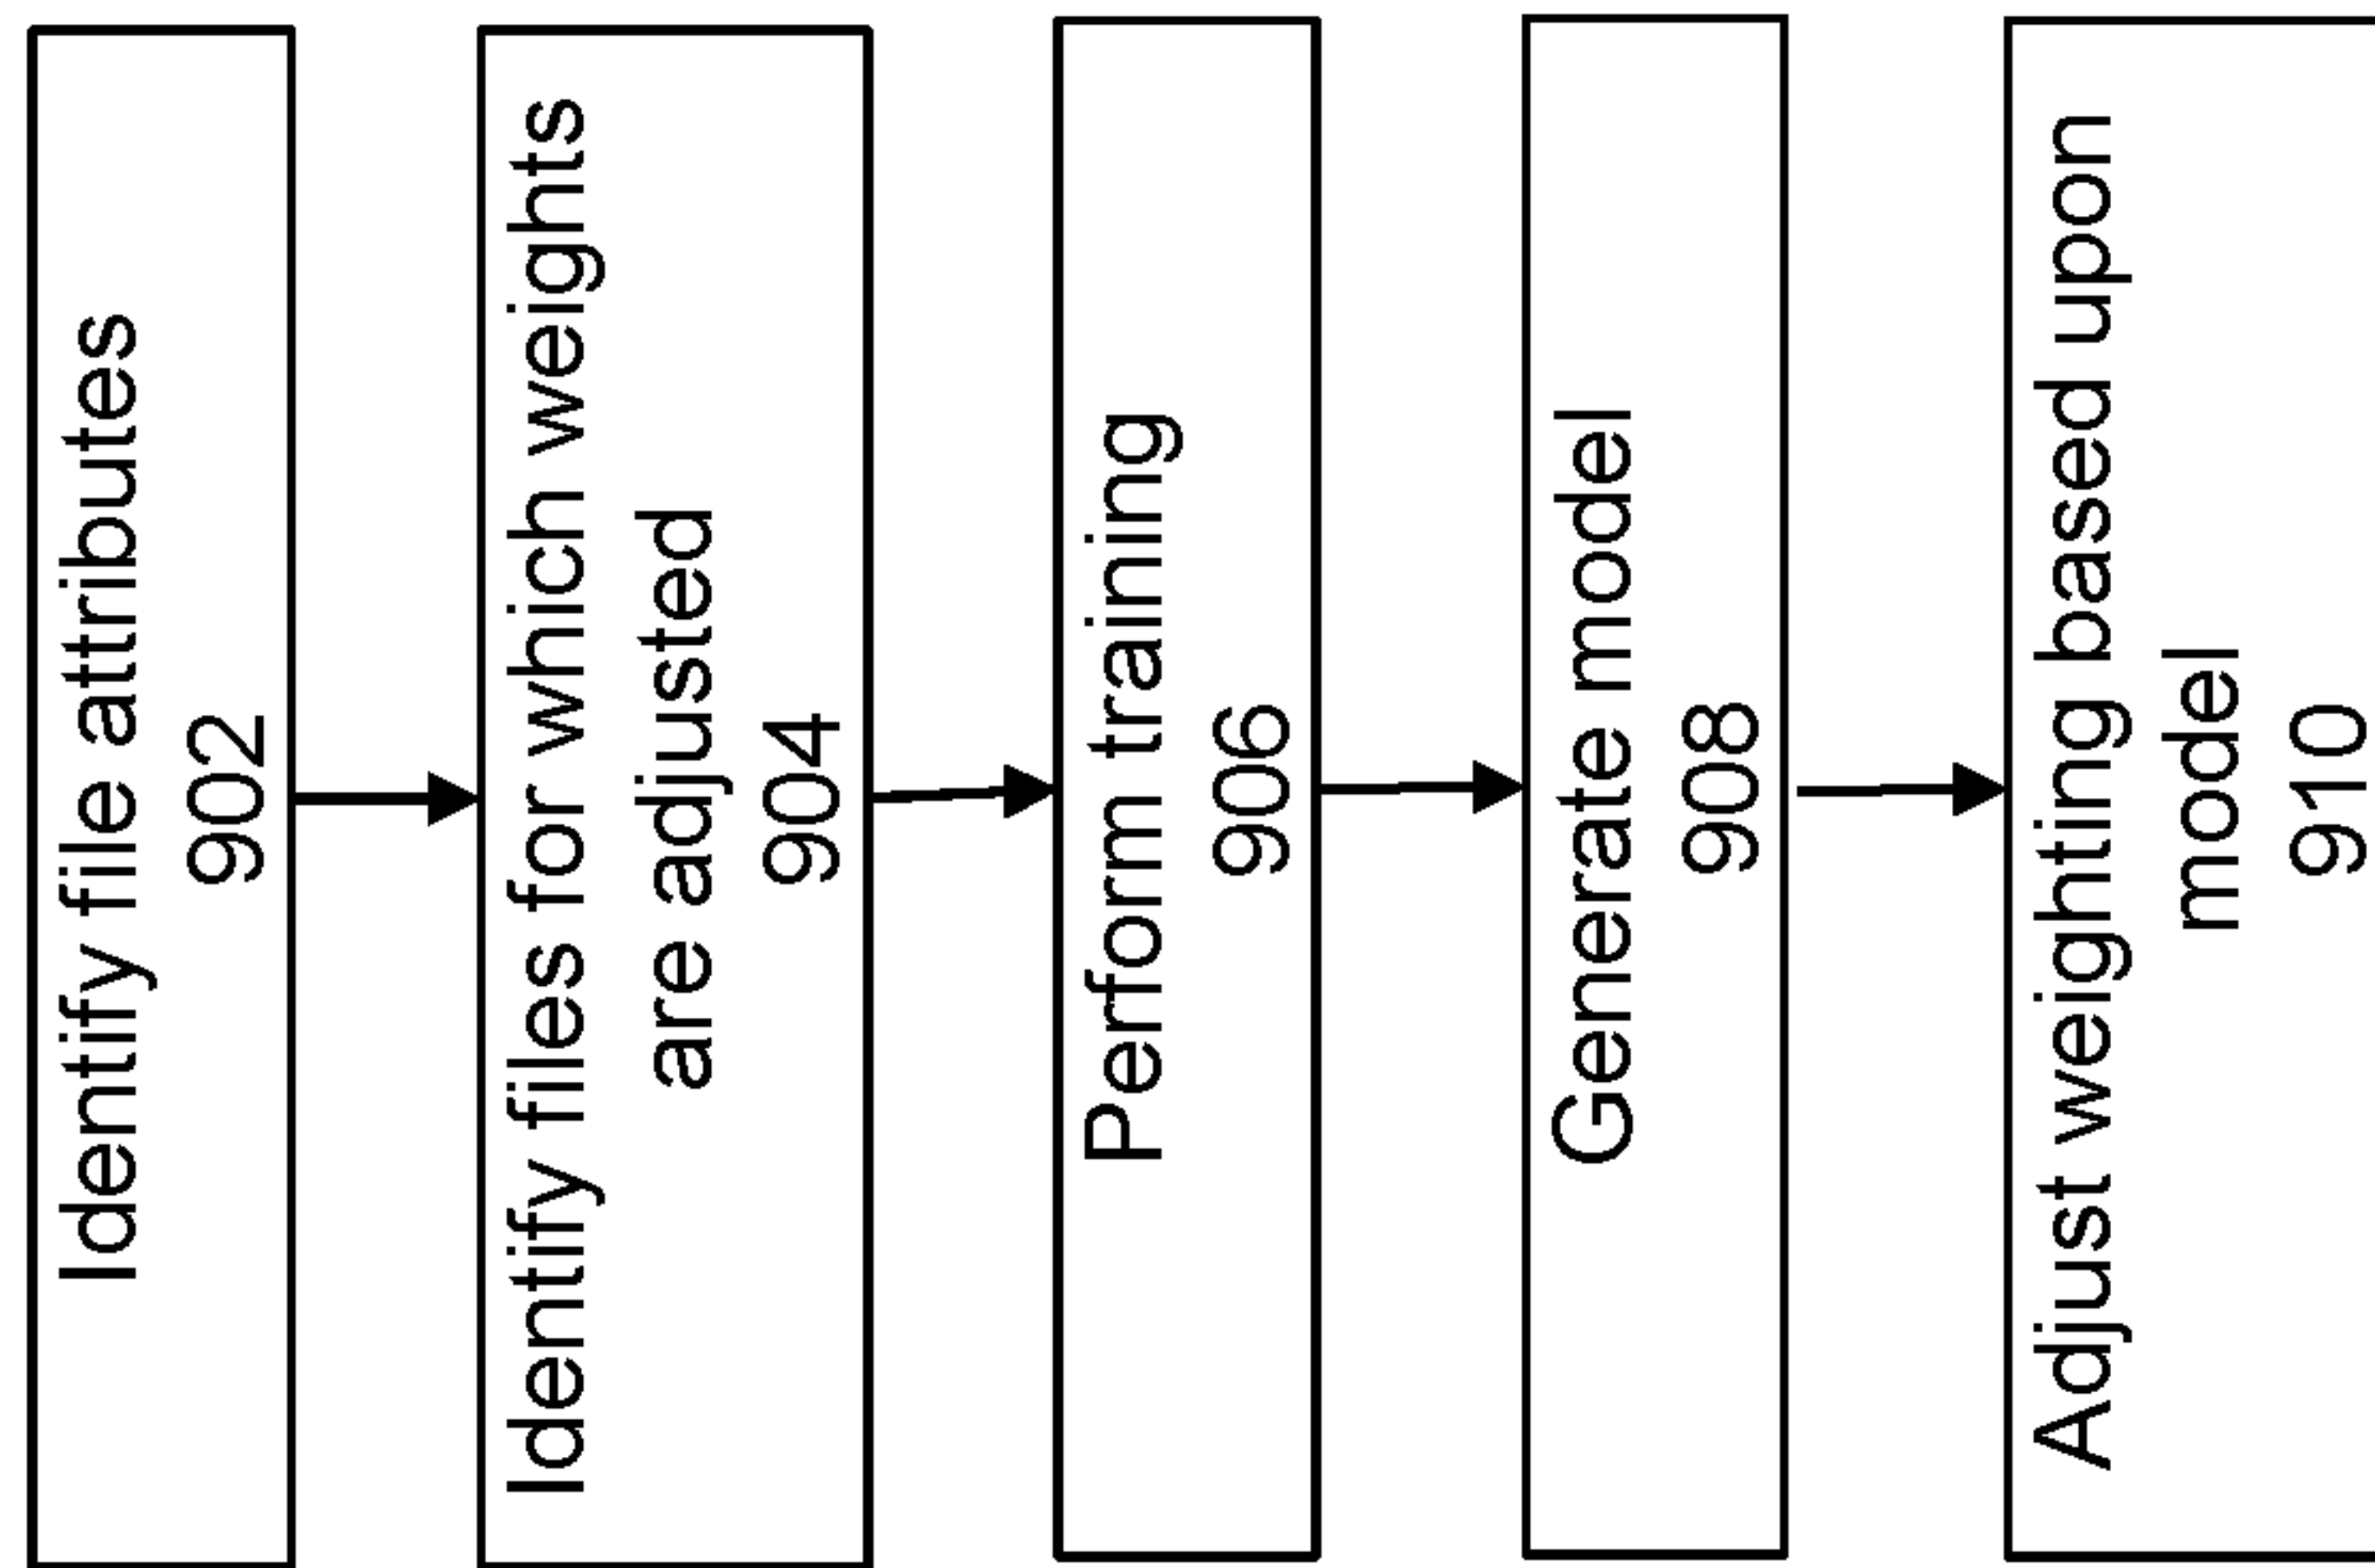 Identify file attributes
902
Identify files for which weights
are adjusted
904
Perform training
906
Generate model
908
Adjust weighting based upon
model
910